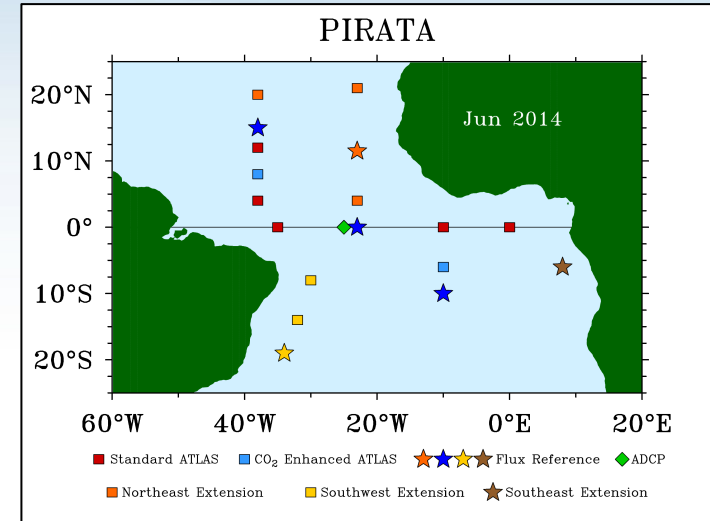 PIRATA
20°N
Jun 2014
10°N
0°
10°S
20°S
60°W 40°W 20°W 0°E 20°E
Standard ATLAS CO₂ Enhanced ATLAS Flux Reference ADCP
Northeast Extension Southwest Extension Southeast Extension